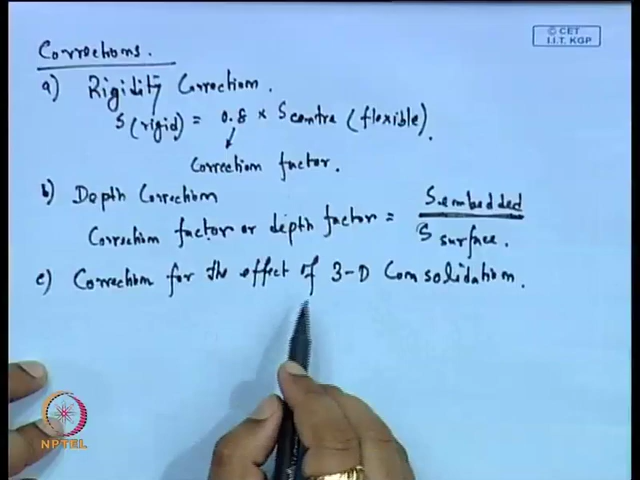 © CET
I.I.T. KGP
Corrections.
a) Rigidity Correction.
S(rigid) = 0.8 × Scentre (flexible).
Correction factor.
b) Depth Correction
Correction factor or depth factor = S embedded / S surface.
c) Correction for the effect of 3-D Consolidation.
NPTEL